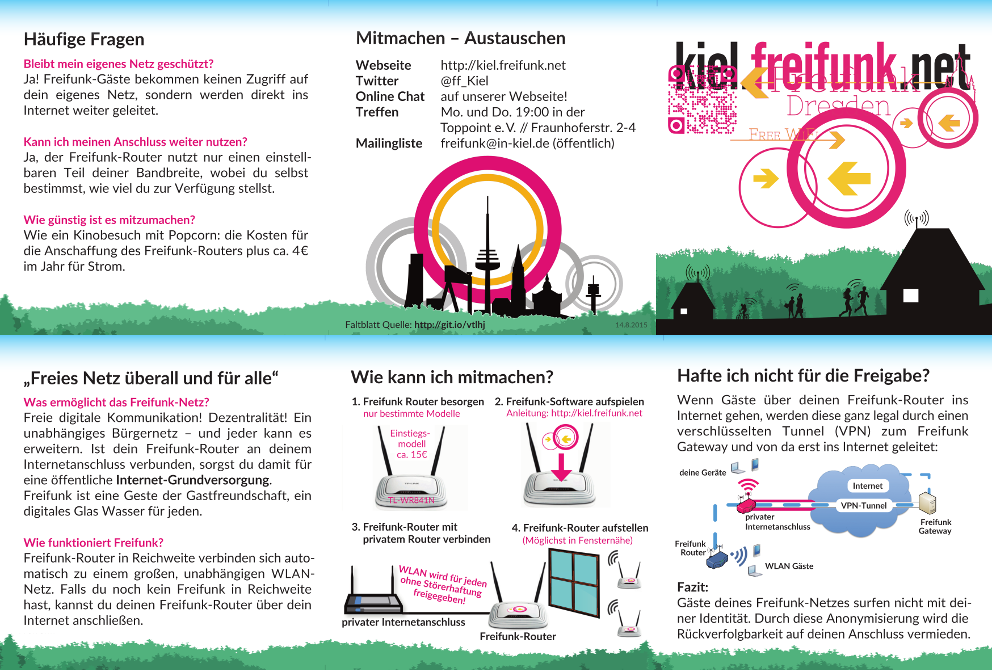 Häufige Fragen
Bleibt mein eigenes Netz geschützt?
Ja! Freifunk-Gäste bekommen keinen Zugriff auf
dein eigenes Netz, sondern werden direkt ins
Internet weiter geleitet.
Kann ich meinen Anschluss weiter nutzen?
Ja, der Freifunk-Router nutzt nur einen einstell-
baren Teil deiner Bandbreite, wobei du selbst
bestimmst, wie viel du zur Verfügung stellst.
Wie günstig ist es mitzumachen?
Wie ein Kinobesuch mit Popcorn: die Kosten für
die Anschaffung des Freifunk-Routers plus ca. 4€
im Jahr für Strom.
Mitmachen – Austauschen
Webseite http://kiel.freifunk.net
Twitter @ff_Kiel
Online Chat auf unserer Webseite!
Treffen Mo. und Do. 19:00 in der
Toppoint e.V. // Fraunhoferstr. 2-4
Mailingliste freifunk@in-kiel.de (öffentlich)
Faltblatt Quelle: http://git.io/vtlhj
14.8.2015
kiel.freifunk.net
Freifunk
Dresden
Free Wifi
„Freies Netz überall und für alle“
Was ermöglicht das Freifunk-Netz?
Freie digitale Kommunikation! Dezentralität! Ein
unabhängiges Bürgernetz – und jeder kann es
erweitern. Ist dein Freifunk-Router an deinem
Internetanschluss verbunden, sorgst du damit für
eine öffentliche Internet-Grundversorgung.
Freifunk ist eine Geste der Gastfreundschaft, ein
digitales Glas Wasser für jeden.
Wie funktioniert Freifunk?
Freifunk-Router in Reichweite verbinden sich auto-
matisch zu einem großen, unabhängigen WLAN-
Netz. Falls du noch kein Freifunk in Reichweite
hast, kannst du deinen Freifunk-Router über dein
Internet anschließen.
Wie kann ich mitmachen?
1. Freifunk Router besorgen
nur bestimmte Modelle
Einstiegs-
modell
ca. 15€
TL-WR841N
2. Freifunk-Software aufspielen
Anleitung: http://kiel.freifunk.net
3. Freifunk-Router mit
privatem Router verbinden
4. Freifunk-Router aufstellen
(Möglichst in Fensternähe)
WLAN wird für jeden
ohne Störerhaftung
freigegeben!
privater Internetanschluss
Freifunk-Router
Hafte ich nicht für die Freigabe?
Wenn Gäste über deinen Freifunk-Router ins
Internet gehen, werden diese ganz legal durch einen
verschlüsselten Tunnel (VPN) zum Freifunk
Gateway und von da erst ins Internet geleitet:
deine Geräte
Internet
VPN-Tunnel
privater
Internetanschluss
Freifunk
Gateway
Freifunk
Router
WLAN Gäste
Fazit:
Gäste deines Freifunk-Netzes surfen nicht mit dei-
ner Identität. Durch diese Anonymisierung wird die
Rückverfolgbarkeit auf deinen Anschluss vermieden.